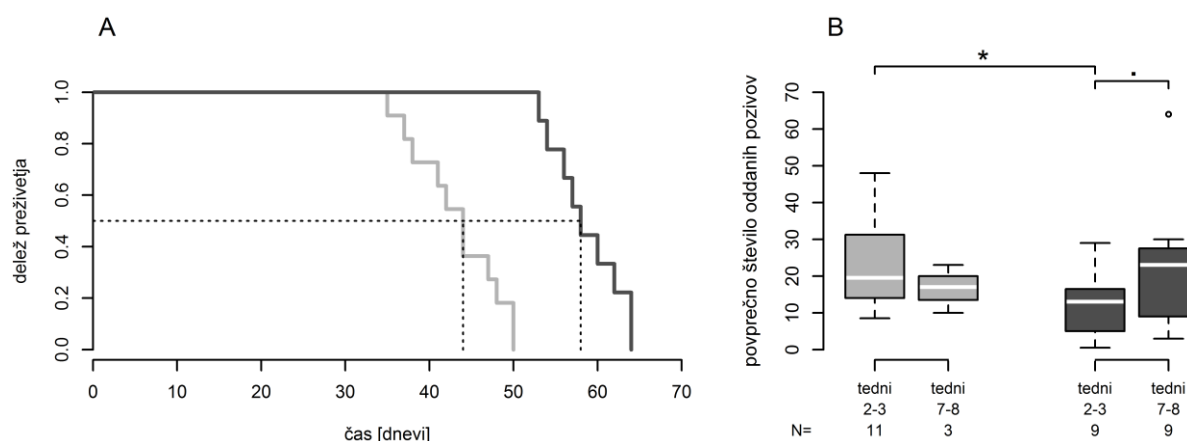 A
delež preživetja
1.0
0.8
0.6
0.4
0.2
0.0
0 10 20 30 40 50 60 70
čas [dnevi]
B
*
.
povprečno število oddanih pozivov
70
60
50
40
30
20
10
0
tedni tedni tedni tedni
2-3 7-8 2-3 7-8
N= 11 3 9 9